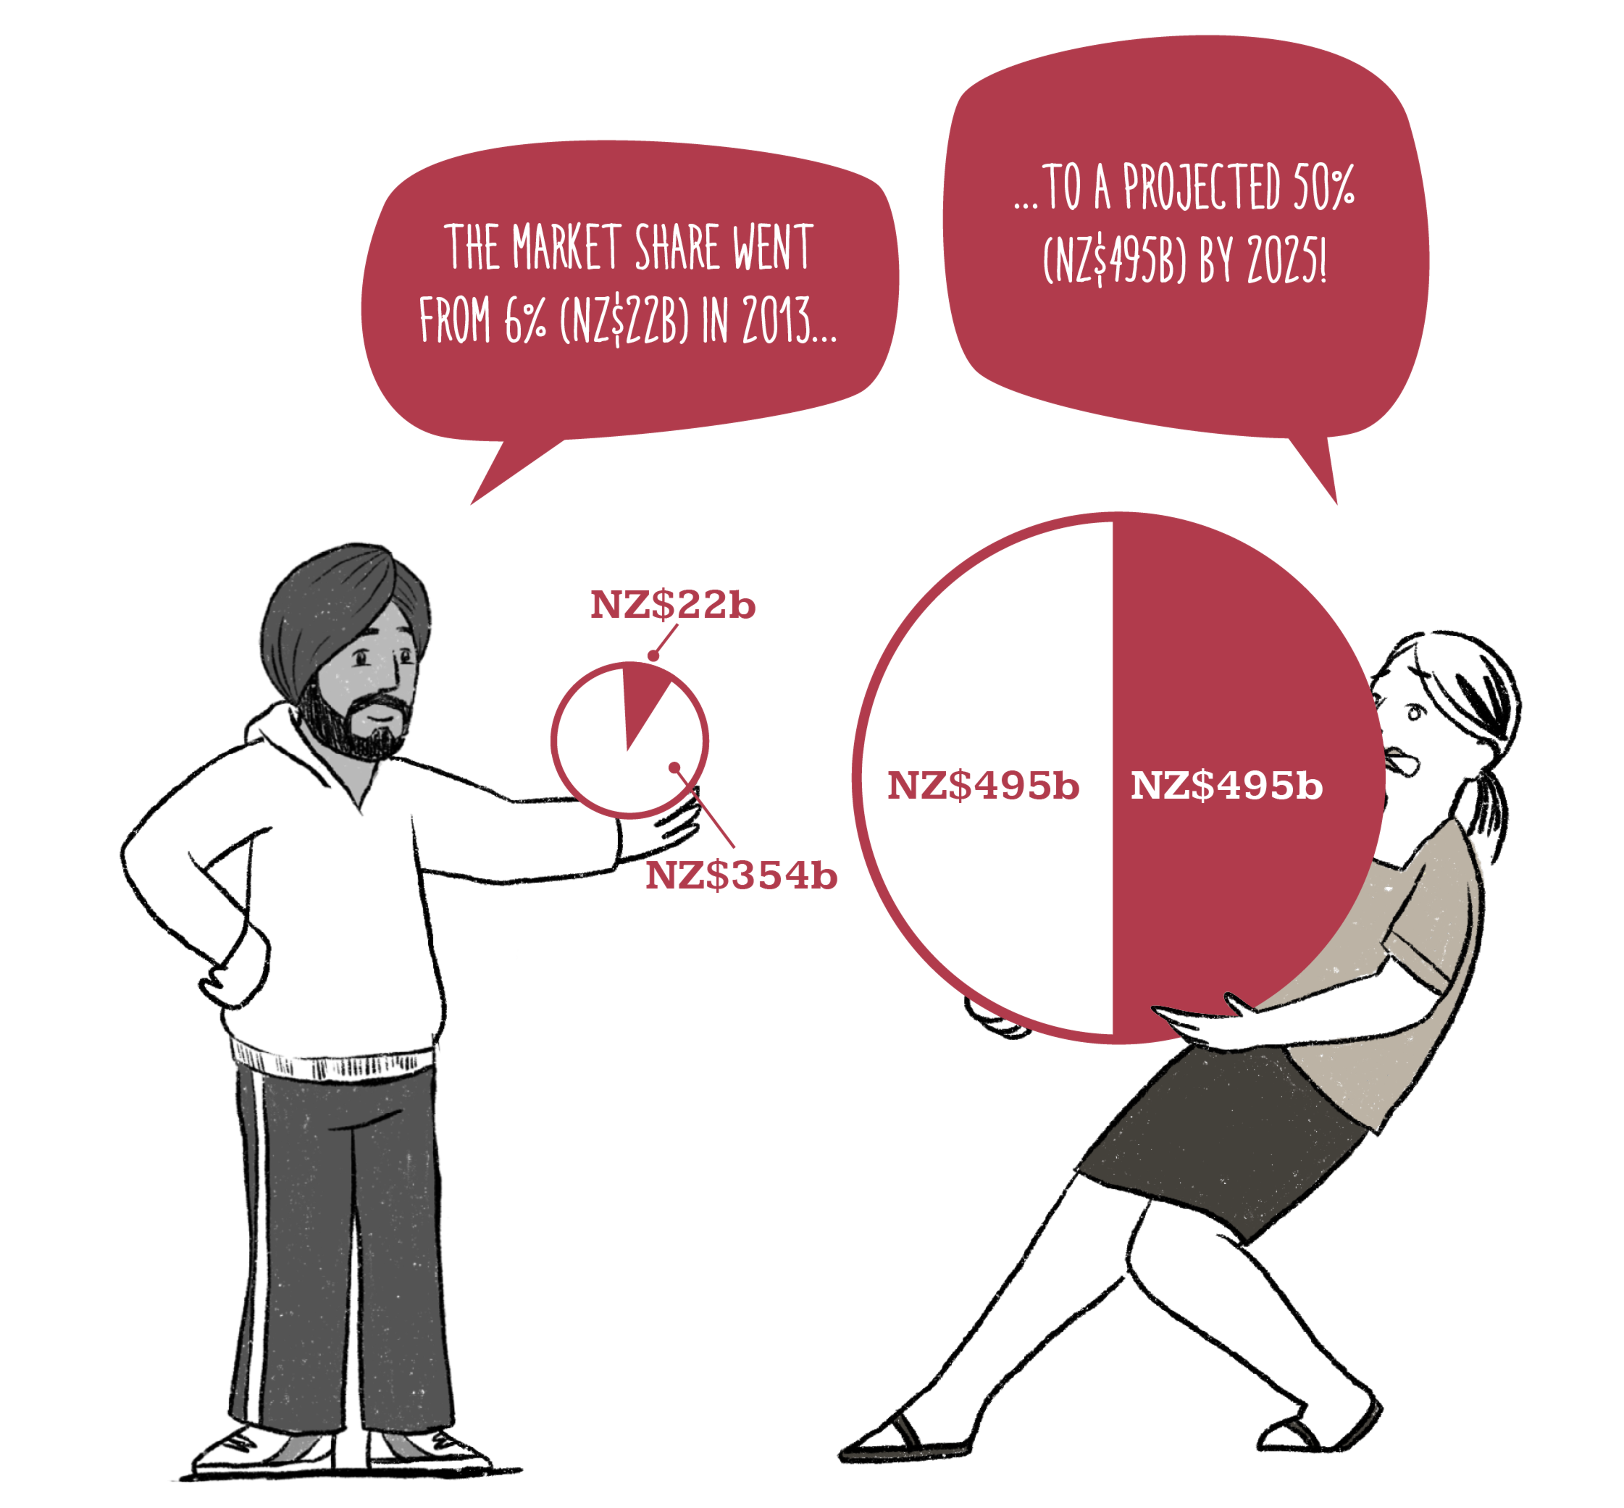 THE MARKET SHARE WENT
FROM 6% (NZ$22B) IN 2013...
...TO A PROJECTED 50%
(NZ$495B) BY 2025!
NZ$22b
NZ$354b
NZ$495b
NZ$495b